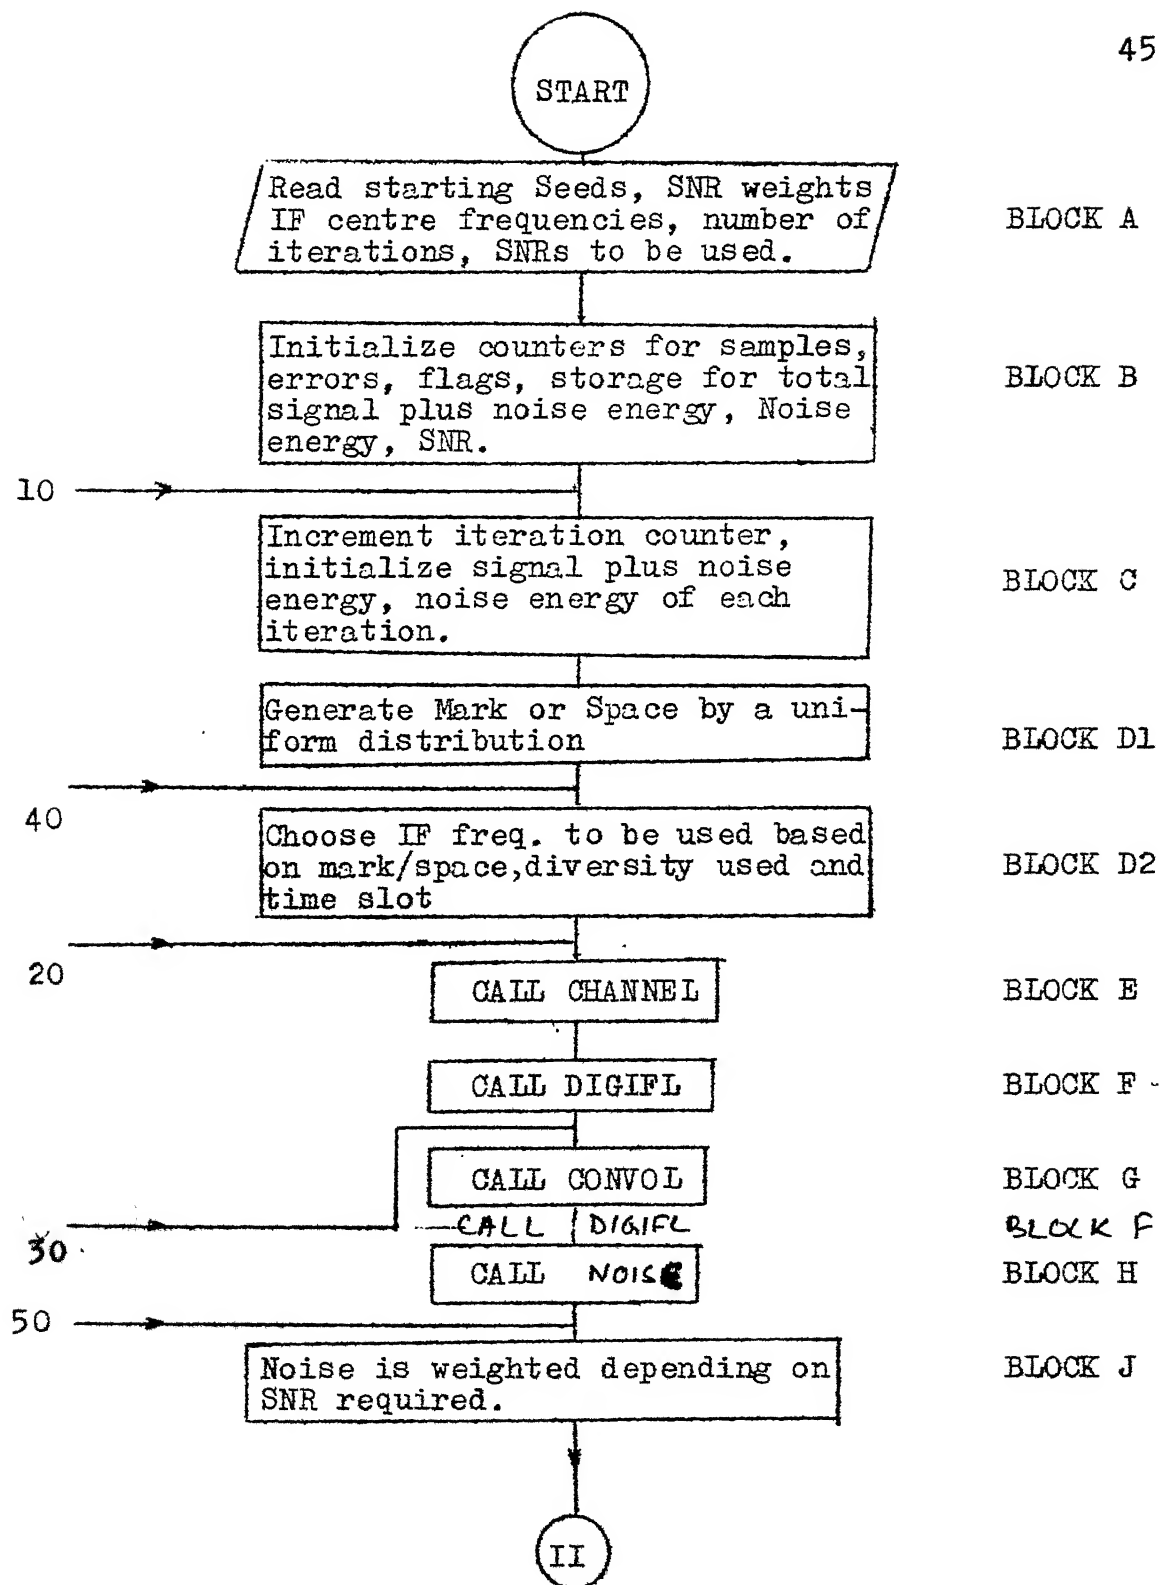 45
START
Read starting Seeds, SNR weights
IF centre frequencies, number of
iterations, SNRs to be used.
BLOCK A
Initialize counters for samples,
errors, flags, storage for total
signal plus noise energy, Noise
energy, SNR.
BLOCK B
10
Increment iteration counter,
initialize signal plus noise
energy, noise energy of each
iteration.
BLOCK C
Generate Mark or Space by a uni-
form distribution
BLOCK D1
40
Choose IF freq. to be used based
on mark/space,diversity used and
time slot
BLOCK D2
20
CALL CHANNEL
BLOCK E
CALL DIGIFL
BLOCK F
CALL CONVOL
BLOCK G
30
CALL DIGIFL
BLOCK F
CALL NOISE
BLOCK H
50
Noise is weighted depending on
SNR required.
BLOCK J
II